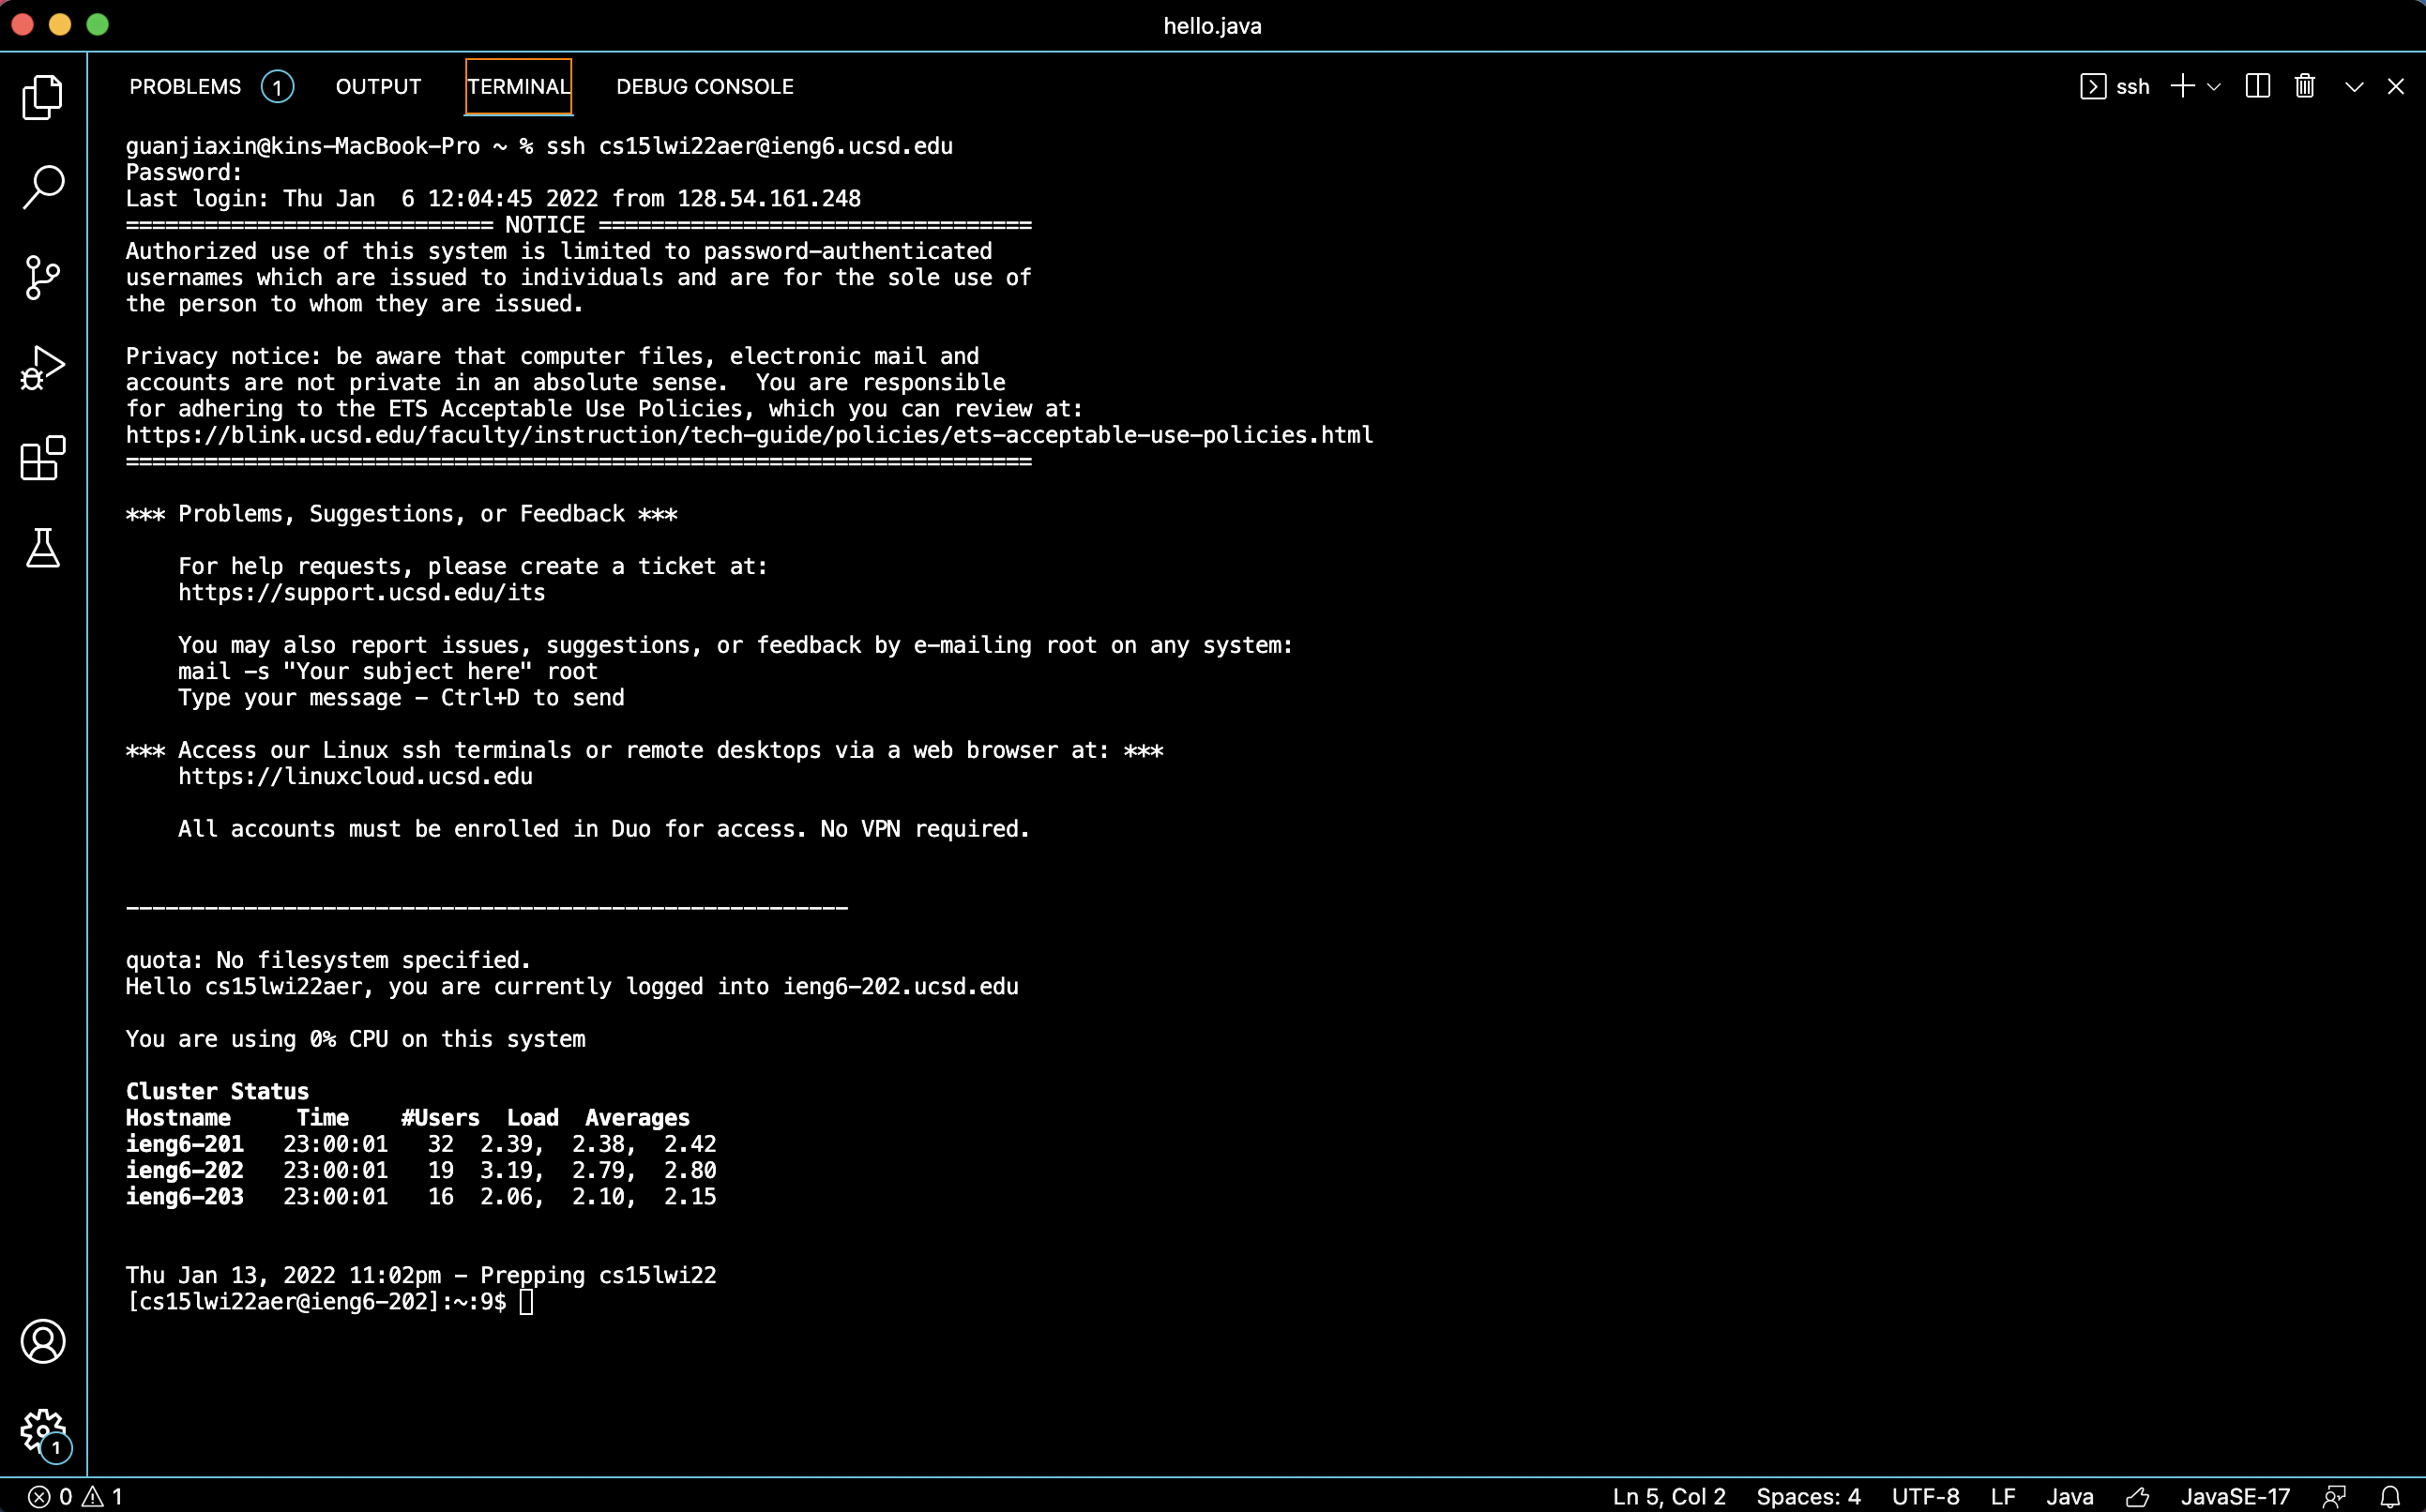 hello.java
PROBLEMS 1 OUTPUT TERMINAL DEBUG CONSOLE ssh
guanjiaxin@kins-MacBook-Pro ~ % ssh cs15lwi22aer@ieng6.ucsd.edu
Password:
Last login: Thu Jan  6 12:04:45 2022 from 128.54.161.248
============================ NOTICE =================================
Authorized use of this system is limited to password-authenticated
usernames which are issued to individuals and are for the sole use of
the person to whom they are issued.
Privacy notice: be aware that computer files, electronic mail and
accounts are not private in an absolute sense.  You are responsible
for adhering to the ETS Acceptable Use Policies, which you can review at:
https://blink.ucsd.edu/faculty/instruction/tech-guide/policies/ets-acceptable-use-policies.html
=====================================================================
*** Problems, Suggestions, or Feedback ***
For help requests, please create a ticket at:
https://support.ucsd.edu/its
You may also report issues, suggestions, or feedback by e-mailing root on any system:
mail -s "Your subject here" root
Type your message - Ctrl+D to send
*** Access our Linux ssh terminals or remote desktops via a web browser at: ***
https://linuxcloud.ucsd.edu
All accounts must be enrolled in Duo for access. No VPN required.
-------------------------------------------------------
quota: No filesystem specified.
Hello cs15lwi22aer, you are currently logged into ieng6-202.ucsd.edu
You are using 0% CPU on this system
Cluster Status
Hostname     Time    #Users  Load  Averages
ieng6-201   23:00:01   32  2.39,  2.38,  2.42
ieng6-202   23:00:01   19  3.19,  2.79,  2.80
ieng6-203   23:00:01   16  2.06,  2.10,  2.15
Thu Jan 13, 2022 11:02pm - Prepping cs15lwi22
[cs15lwi22aer@ieng6-202]:~:9$
1
0 1 Ln 5, Col 2 Spaces: 4 UTF-8 LF Java JavaSE-17